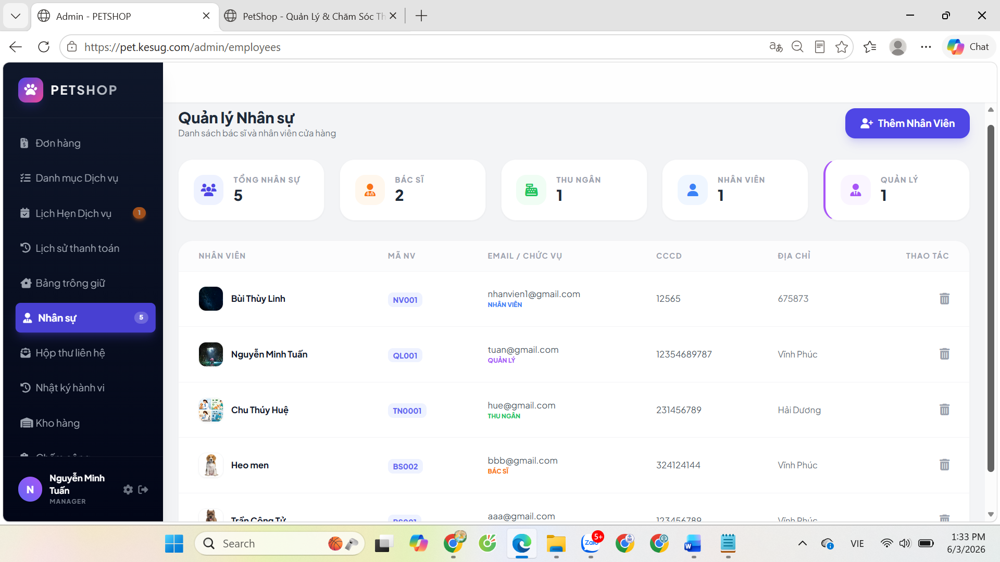 Admin - PETSHOP
PetShop - Quản Lý & Chăm Sóc Th
https://pet.kesug.com/admin/employees
Chat
PETSHOP
Đơn hàng
Danh mục Dịch vụ
Lịch Hẹn Dịch vụ
1
Lịch sử thanh toán
Bảng trông giữ
Nhân sự
5
Hộp thư liên hệ
Nhật ký hành vi
Kho hàng
Nguyễn Minh
Tuấn
MANAGER
N
Quản lý Nhân sự
Danh sách bác sĩ và nhân viên cửa hàng
Thêm Nhân Viên
TỔNG NHÂN SỰ
5
BÁC SĨ
2
THU NGÂN
1
NHÂN VIÊN
1
QUẢN LÝ
1
NHÂN VIÊN MÃ NV EMAIL / CHỨC VỤ CCCD ĐỊA CHỈ THAO TÁC
Bùi Thùy Linh NV001 nhanvien1@gmail.com 12565 675873
NHÂN VIÊN
Nguyễn Minh Tuấn QL001 tuan@gmail.com 12354689787 Vĩnh Phúc
QUẢN LÝ
Chu Thúy Huệ TN0001 hue@gmail.com 231456789 Hải Dương
THU NGÂN
Heo men BS002 bbb@gmail.com 324124144 Vĩnh Phúc
BÁC SĨ
Trần Công Tử BS001 aaa@gmail.com 123456789 Vĩnh Phúc
Search
Zalo
5+
VIE
1:33 PM
6/3/2026